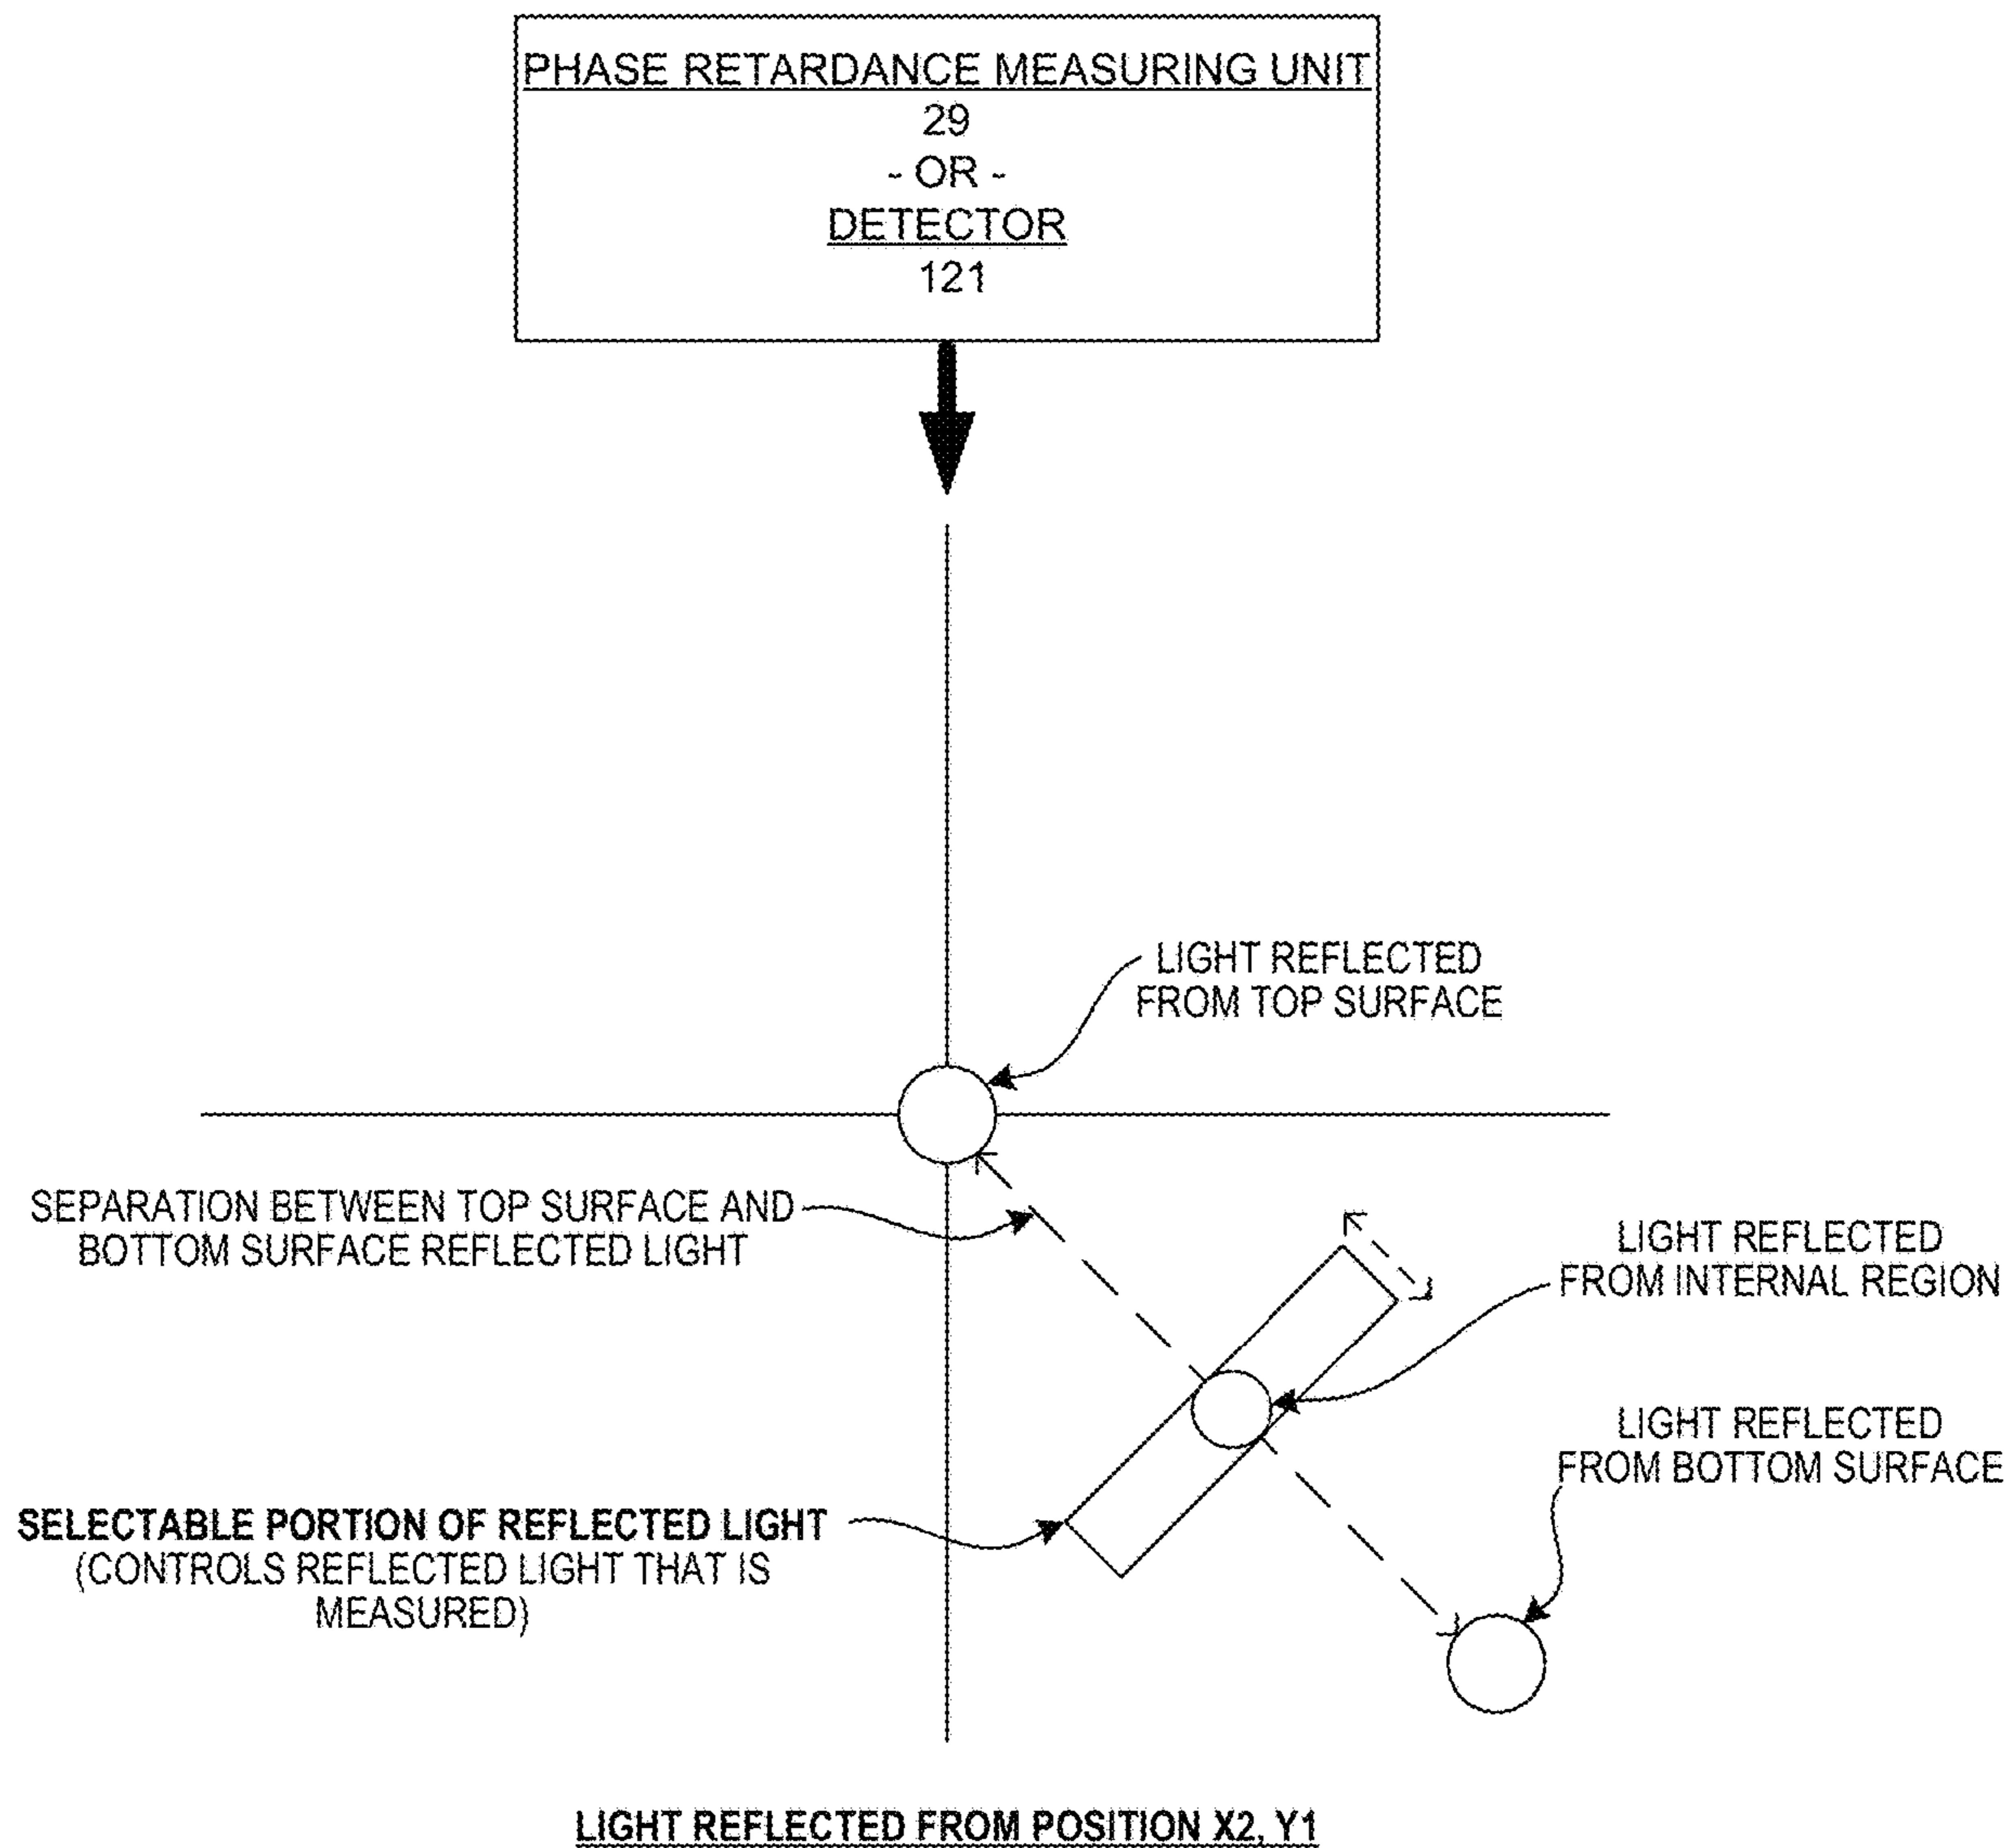 PHASE RETARDANCE MEASURING UNIT
29
- OR -
DETECTOR
121
LIGHT REFLECTED
FROM TOP SURFACE
SEPARATION BETWEEN TOP SURFACE AND
BOTTOM SURFACE REFLECTED LIGHT
LIGHT REFLECTED
FROM INTERNAL REGION
LIGHT REFLECTED
FROM BOTTOM SURFACE
SELECTABLE PORTION OF REFLECTED LIGHT
(CONTROLS REFLECTED LIGHT THAT IS
MEASURED)
LIGHT REFLECTED FROM POSITION X2, Y1